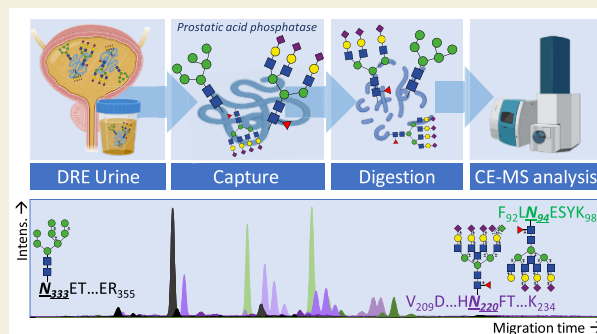 Prostatic acid phosphatase
DRE Urine
Capture
Digestion
CE-MS analysis
Intens. →
F₉₂LN₉₄ESYK₉₈
N₃₃₃ET...ER₃₅₅
V₂₀₉D...HN₂₂₀FT...K₂₃₄
Migration time →